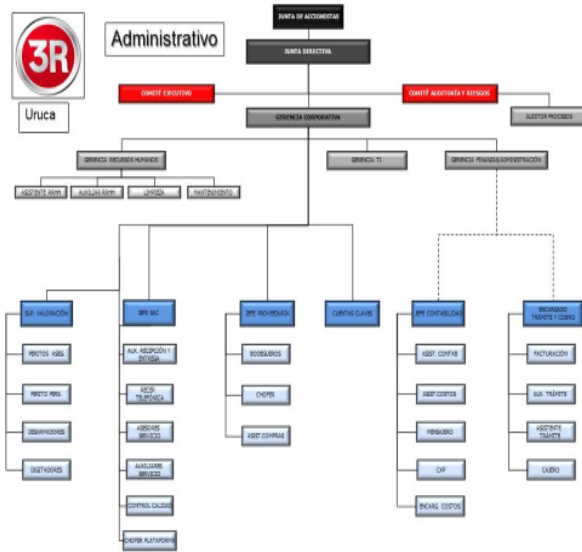 3R
Uruca
Administrativo
JUNTA DE ACCIONISTAS
JUNTA DIRECTIVA
COMITÉ EJECUTIVO
COMITÉ AUDITORÍA Y RIESGOS
AUDITOR PROCESOS
GERENCIA CORPORATIVA
GERENCIA RECURSOS HUMANOS
GERENCIA TI
GERENCIA FINANZAS/ADMINISTRACIÓN
ASISTENTE RRHH
AUXILIAR RRHH
LIMPIEZA
MANTENIMIENTO
SUP. VALORACIÓN
JEFE SAC
JEFE PROVEEDURÍA
CUENTAS CLAVES
JEFE CONTABILIDAD
ENCARGADO
TRÁMITE Y COBRO
PERITOS ASEG.
PERITO PERS.
DESARMADORES
DIGITADORES
AUX. RECEPCIÓN Y
ENTREGA
TELEFÓNICA
ASESORES
SERVICIO
AUXILIARES
SERVICIO
CONTROL CALIDAD
CHOFER PLATAFORMA
BODEGUEROS
CHOFER
ASIST.COMPRAS
ASIST. CONTAB
ASIST.COSTOS
MENSAJERO
CXP
ENCARG. COSTOS
FACTURACIÓN
AUX. TRÁMITE
ASISTENTE
TRÁMITE
CAJERO